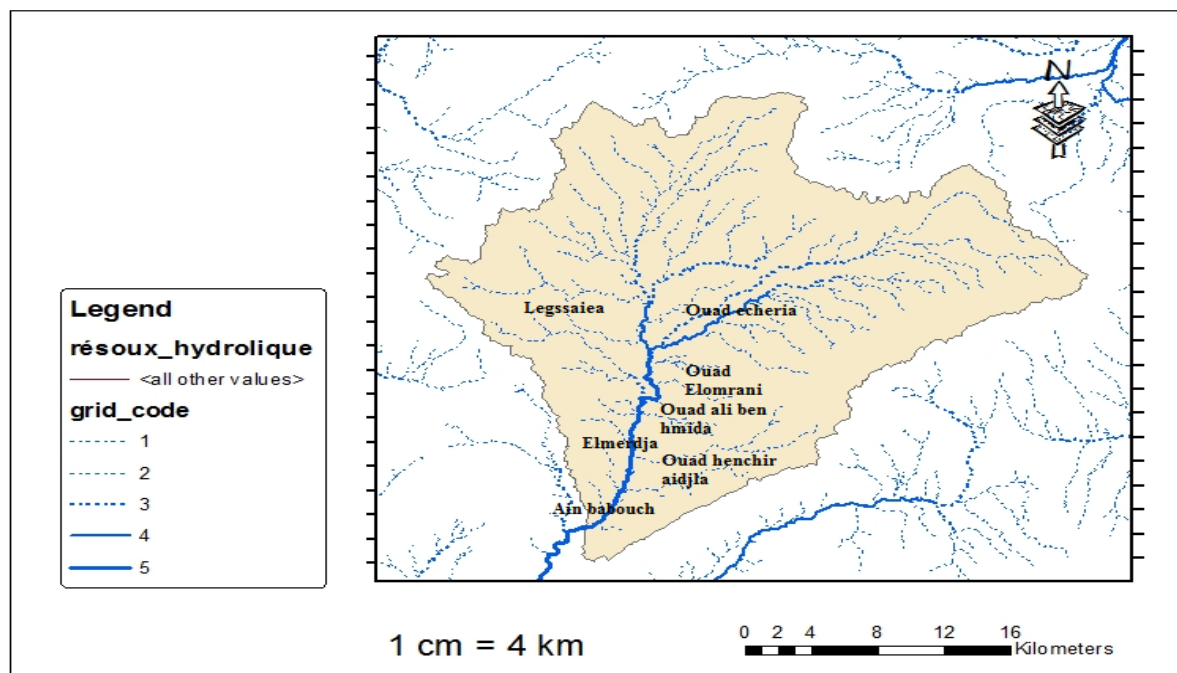 N
Legssaiea
Ouad echeria
Ouad
Elomrani
Ouad ali ben
hmida
Elmerdja
Ouad henchir
aidjla
Ain babouch
Legend
résoux_hydrolique
<all other values>
grid_code
1
2
3
4
5
1 cm = 4 km
0 2 4 8 12 16
Kilometers